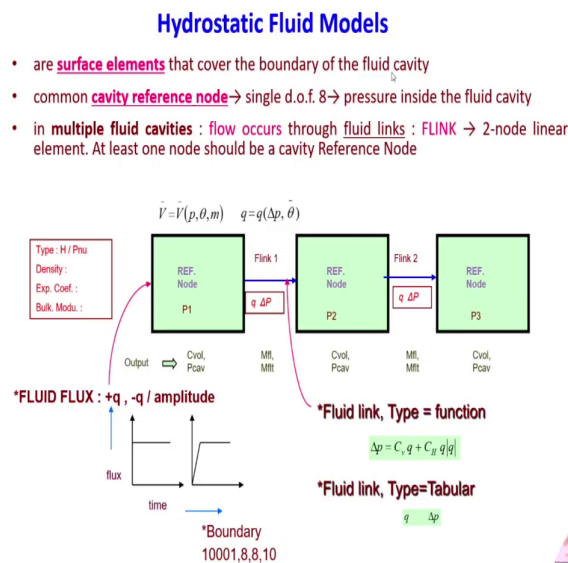 Hydrostatic Fluid Models
• are surface elements that cover the boundary of the fluid cavity
• common cavity reference node→ single d.o.f. 8→ pressure inside the fluid cavity
• in multiple fluid cavities : flow occurs through fluid links : FLINK → 2-node linear
element. At least one node should be a cavity Reference Node
V̄ =V̄(p,θ,m) q=q(Δp, θ̄)
Type : H / Pnu
Density :
Exp. Coef. :
Bulk. Modu. :
REF.
Node
P1
Flink 1
q ΔP
REF.
Node
P2
Flink 2
q ΔP
REF.
Node
P3
Output
Cvol,
Pcav
Mfl,
Mflt
Cvol,
Pcav
Mfl,
Mflt
Cvol,
Pcav
*FLUID FLUX : +q , -q / amplitude
flux
time
*Boundary
10001,8,8,10
*Fluid link, Type = function
Δp = C_v q + C_H q|q|
*Fluid link, Type=Tabular
q Δp